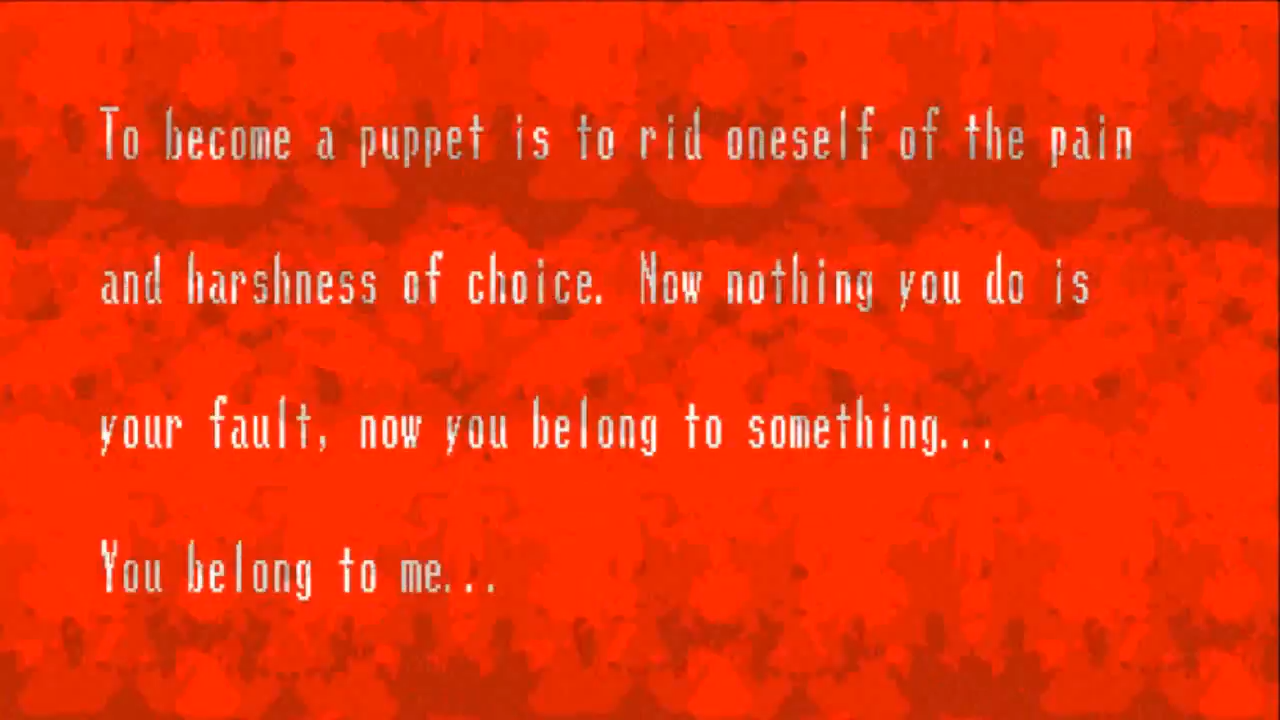 To become a puppet is to rid oneself of the pain
and harshness of choice. Now nothing you do is
your fault, now you belong to something...
You belong to me...